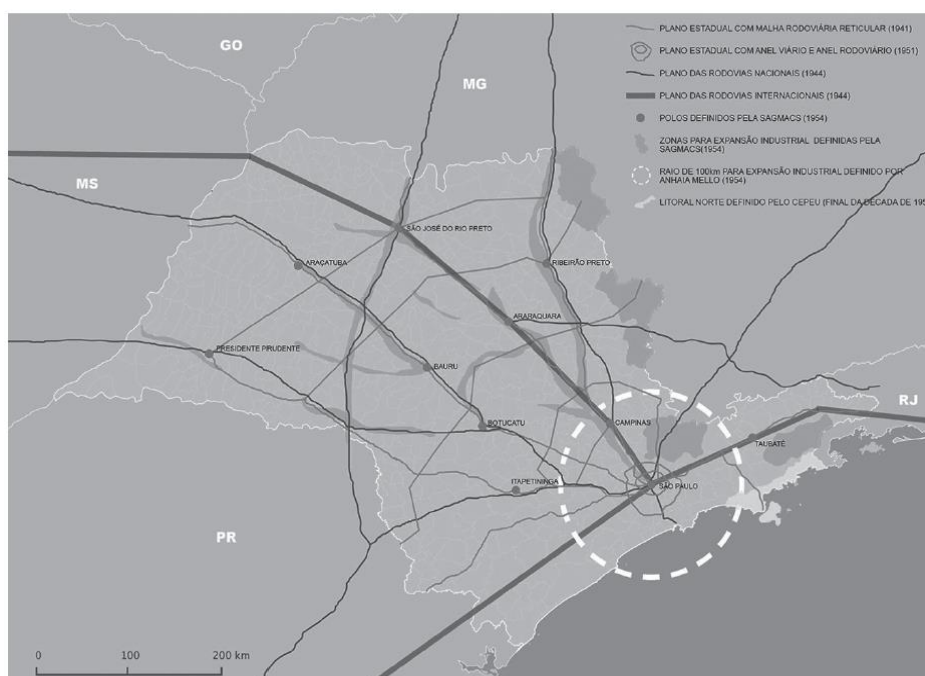 GO
MG
MS
PR
RJ
PLANO ESTADUAL COM MALHA RODOVIÁRIA RETICULAR (1941)
PLANO ESTADUAL COM ANEL VIÁRIO E ANEL RODOVIÁRIO (1951)
PLANO DAS RODOVIAS NACIONAIS (1944)
PLANO DAS RODOVIAS INTERNACIONAIS (1944)
POLOS DEFINIDOS PELA SAGMACS (1954)
ZONAS PARA EXPANSÃO INDUSTRIAL DEFINIDAS PELA
SAGMACS(1954)
RAIO DE 100km PARA EXPANSÃO INDUSTRIAL DEFINIDO POR
ANHAIA MELLO (1954)
LITORAL NORTE DEFINIDO PELO CEPEU (FINAL DA DÉCADA DE 195
SÃO JOSÉ DO RIO PRETO
ARAÇATUBA
RIBEIRÃO PRETO
ARARAQUARA
PRESIDENTE PRUDENTE
BAURU
BOTUCATU
CAMPINAS
TAUBATÉ
ITAPETININGA
SÃO PAULO
0 100 200 km